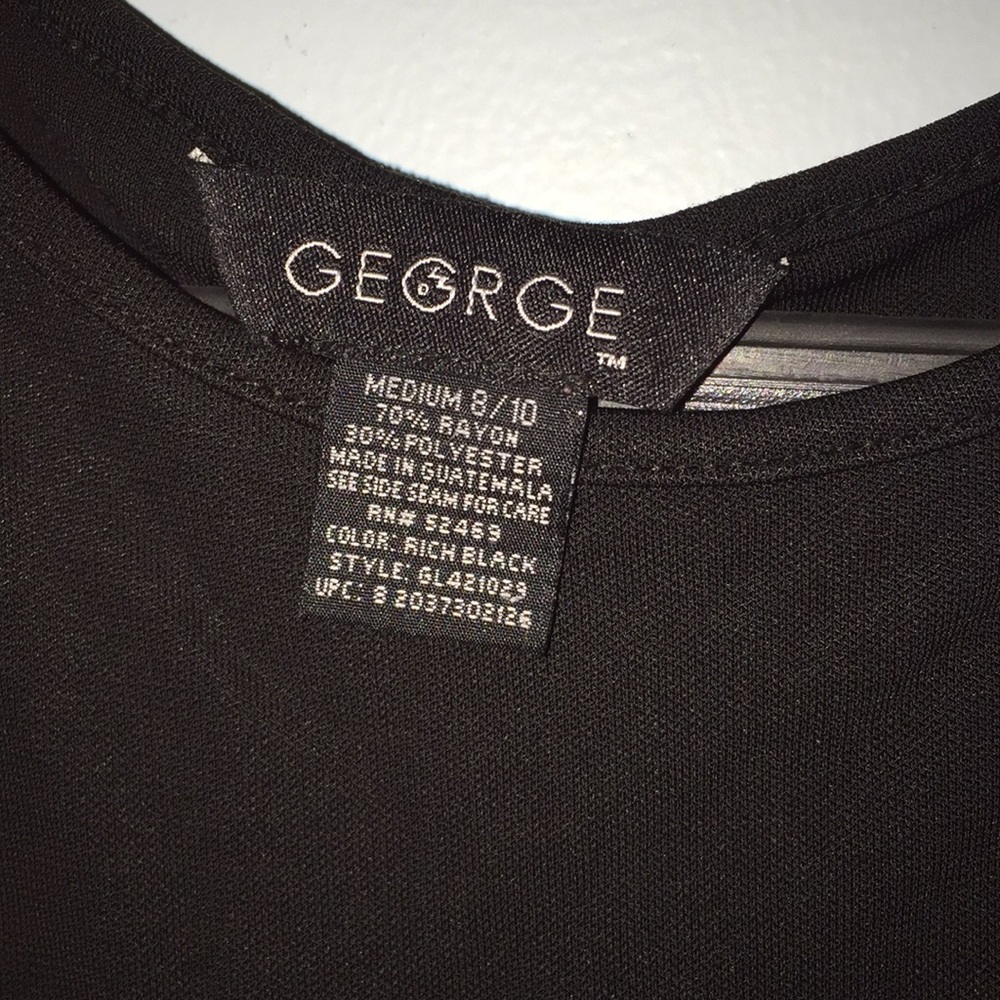 GEORGE
TM
MEDIUM 8/10
70% RAYON
30% POLYESTER
MADE IN GUATEMALA
SEE SIDE SEAM FOR CARE
RN# 52469
COLOR: RICH BLACK
STYLE: GL421023
UPC: 8 2037302126